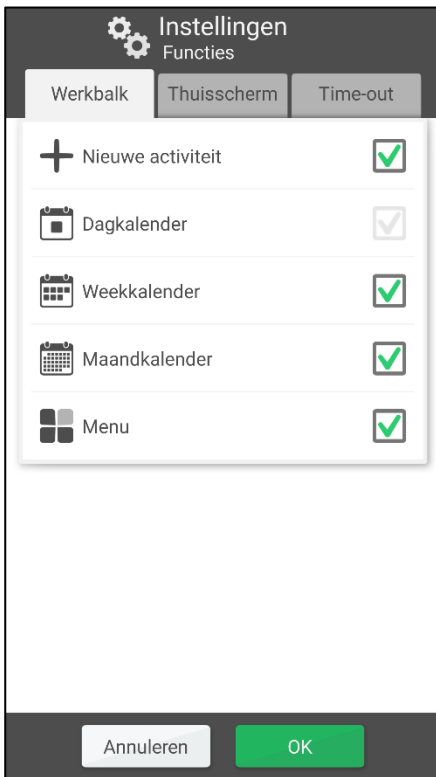 Instellingen
Functies
Werkbalk Thuisscherm Time-out
Nieuwe activiteit
Dagkalender
Weekkalender
Maandkalender
Menu
Annuleren OK